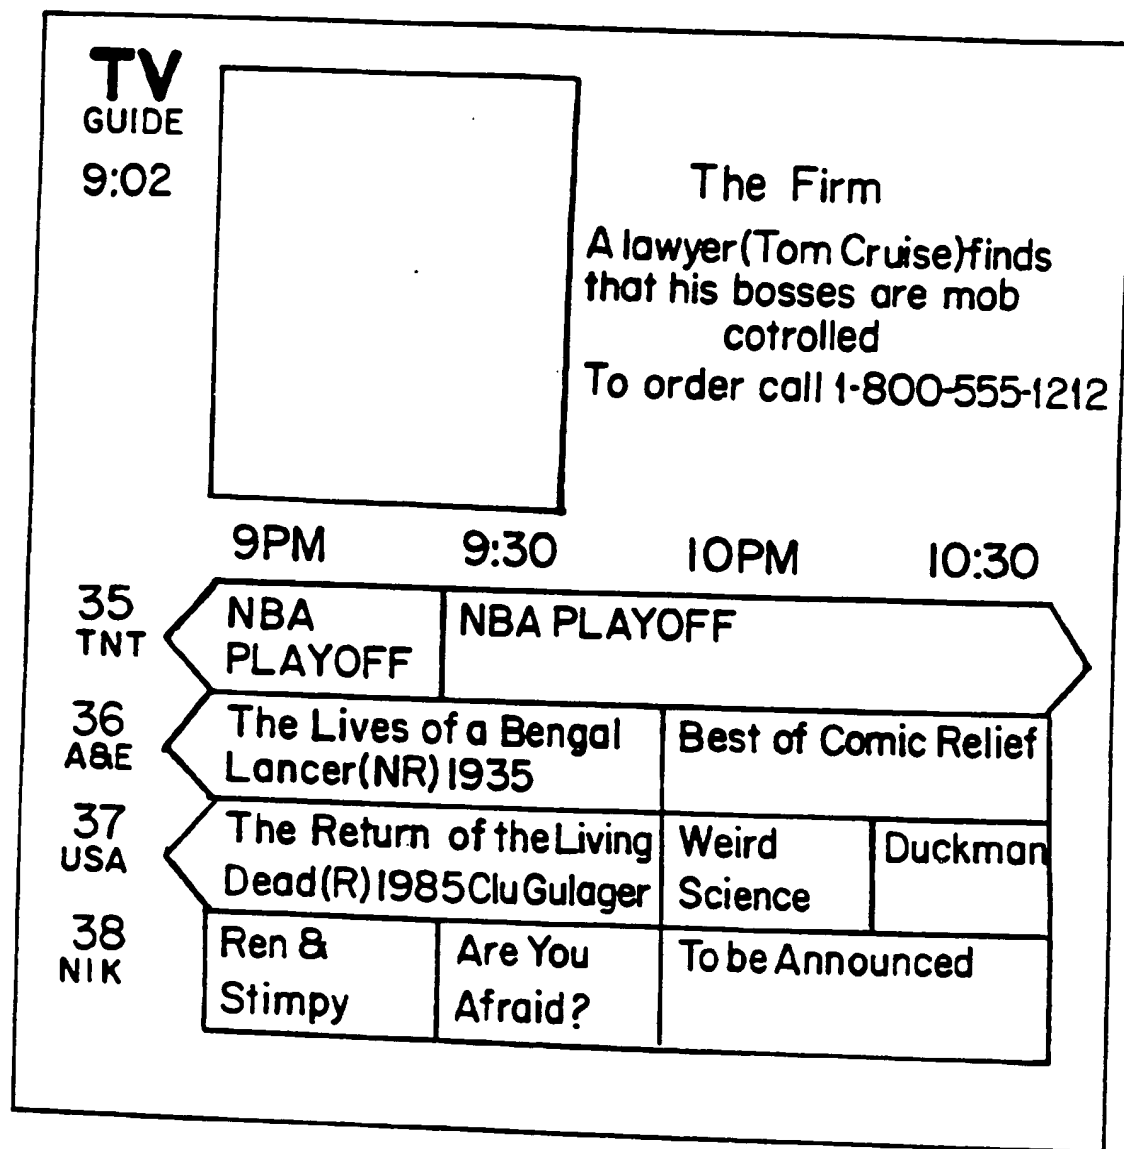 TV
GUIDE
9:02
The Firm
A lawyer(Tom Cruise)finds
that his bosses are mob
cotrolled
To order call 1-800-555-1212
9PM 9:30 10PM 10:30
35
TNT
NBA
PLAYOFF
NBA PLAYOFF
36
A&E
The Lives of a Bengal
Lancer(NR) 1935
Best of Comic Relief
37
USA
The Return of the Living
Dead(R) 1985 Clu Gulager
Weird
Science
Duckman
38
NIK
Ren &
Stimpy
Are You
Afraid?
To be Announced